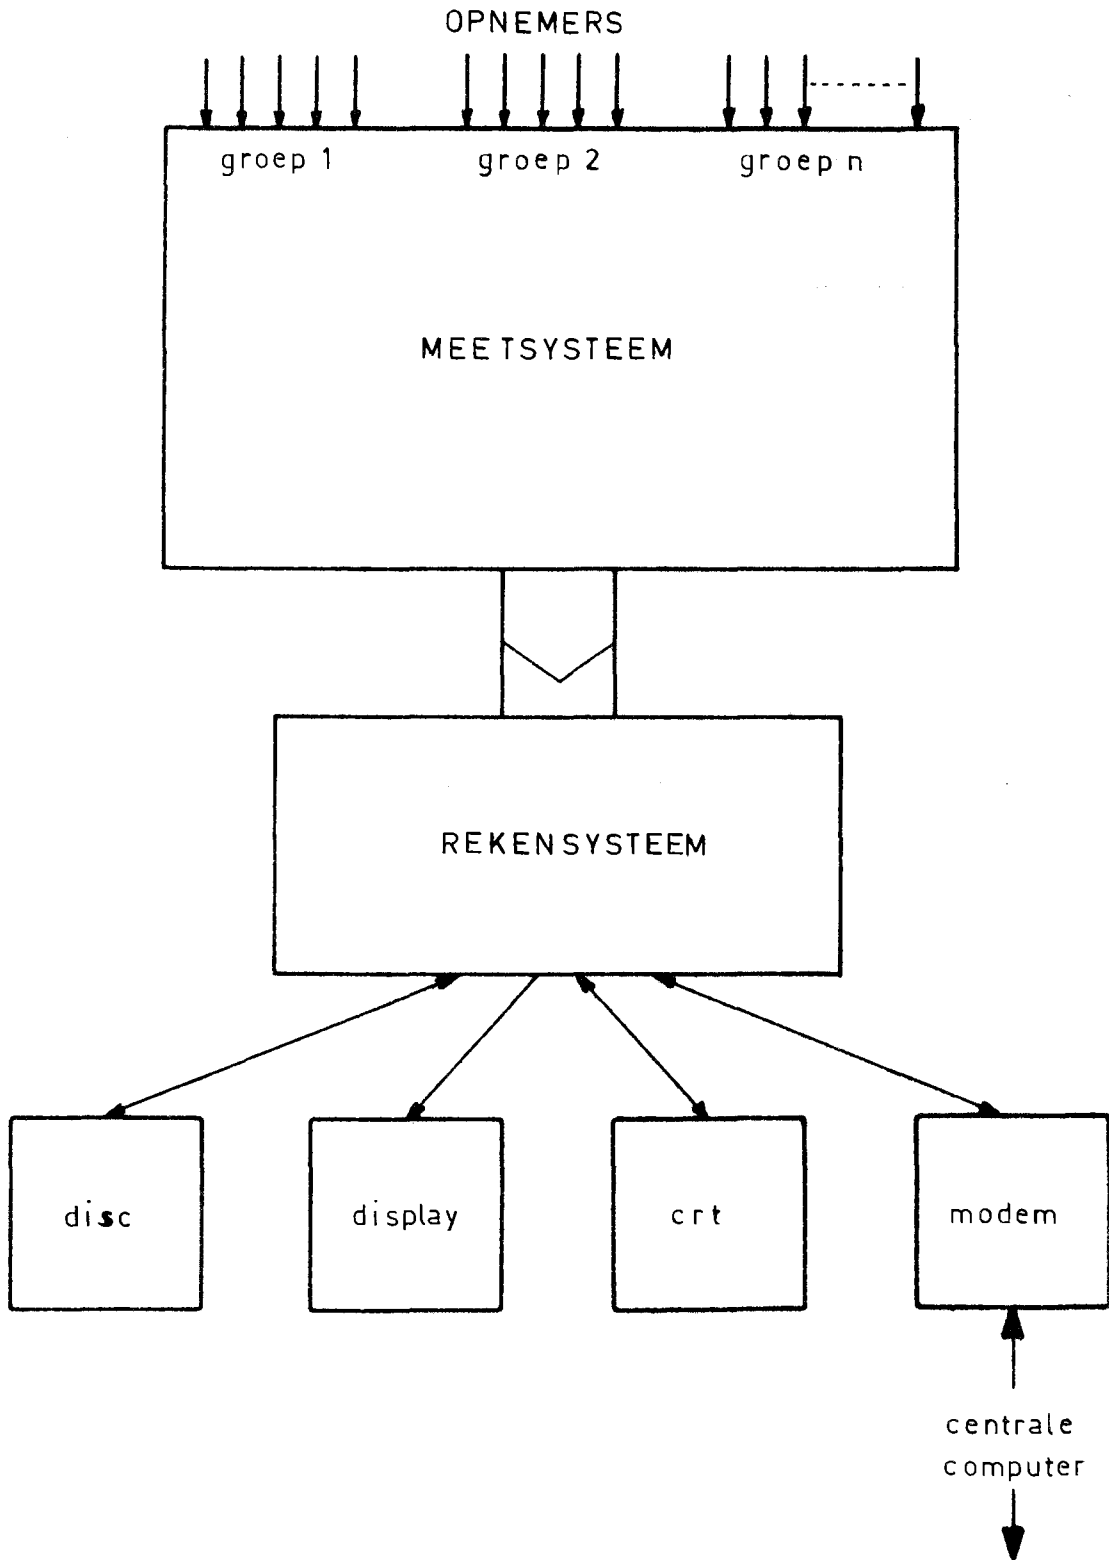 OPNEMERS
groep 1 groep 2 groep n
MEETSYSTEEM
REKENSYSTEEM
disc display crt modem
centrale
computer